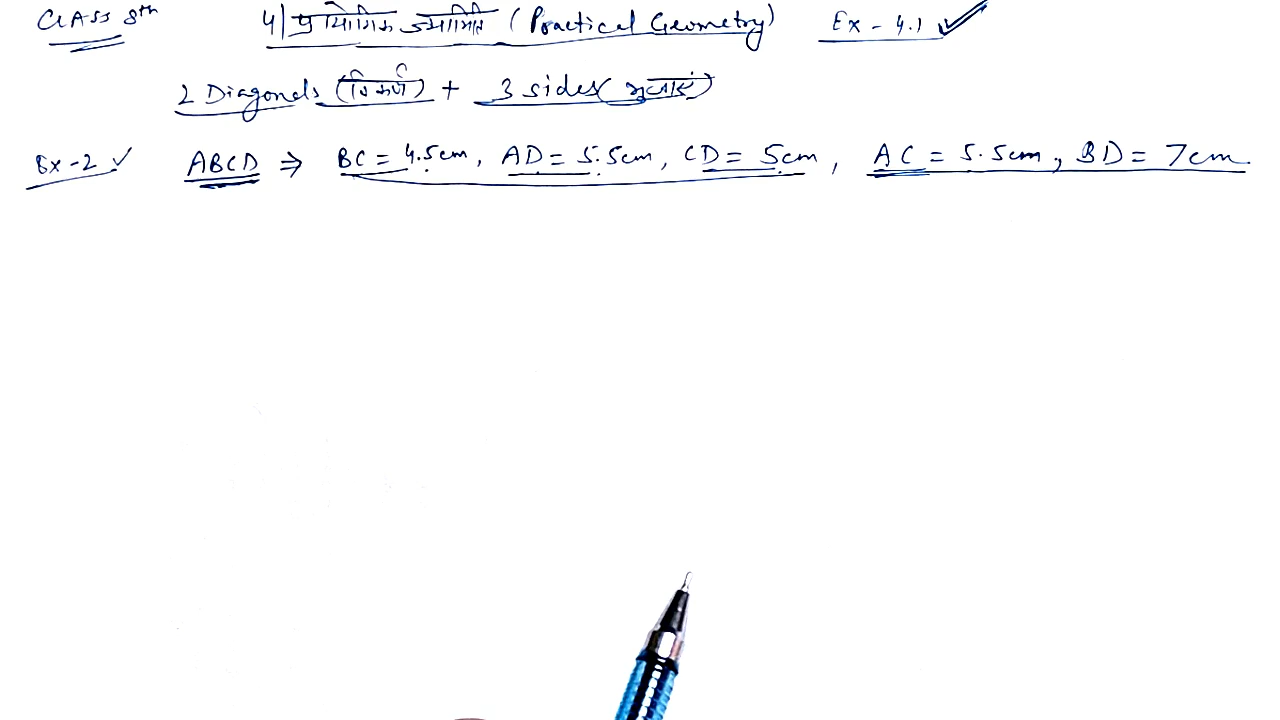 CLASS 8th 4| प्रायोगिक ज्यामिति (Practical Geometry) Ex - 4.1 ✓
2 Diagonals (विकर्ण) + 3 sides (भुजाएं)
Ex-2 ✓ ABCD ⇒ BC = 4.5cm, AD = 5.5cm, CD = 5cm, AC = 5.5cm, BD = 7cm